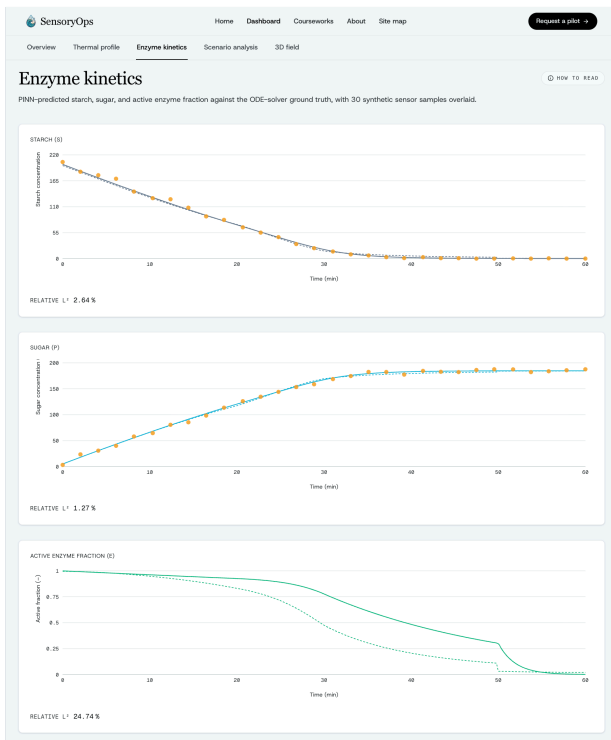 SensoryOps
Home Dashboard Courseworks About Site map
Request a pilot →
Overview Thermal profile Enzyme kinetics Scenario analysis 3D field
Enzyme kinetics
HOW TO READ
PINN-predicted starch, sugar, and active enzyme fraction against the ODE-solver ground truth, with 30 synthetic sensor samples overlaid.
STARCH (S)
Starch concentration
220
165
110
55
0
0 10 20 30 40 50 60
Time (min)
RELATIVE L² 2.64 %
SUGAR (P)
Sugar concentration
200
150
100
50
0
0 10 20 30 40 50 60
Time (min)
RELATIVE L² 1.27 %
ACTIVE ENZYME FRACTION (E)
Active fraction (–)
1
0.75
0.5
0.25
0
0 10 20 30 40 50 60
Time (min)
RELATIVE L² 24.74 %